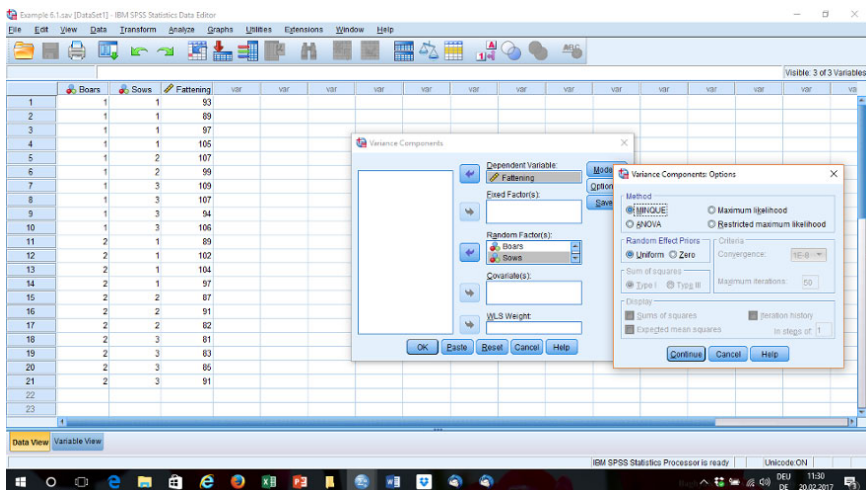 Example 6.1.sav [DataSet1] - IBM SPSS Statistics Data Editor
File Edit View Data Transform Analyze Graphs Utilities Extensions Window Help
Visible: 3 of 3 Variables
Boars Sows Fattening var var var var var var var var var var var
1 1 1 93
2 1 1 89
3 1 1 97
4 1 1 105
5 1 2 107
6 1 2 99
7 1 3 109
8 1 3 107
9 1 3 94
10 1 3 106
11 2 1 89
12 2 1 102
13 2 1 104
14 2 1 97
15 2 2 87
16 2 2 91
17 2 2 82
18 2 3 81
19 2 3 83
20 2 3 85
21 2 3 91
22
23
Variance Components
Dependent Variable:
Fattening
Fixed Factor(s):
Random Factor(s):
Boars
Sows
Covariate(s):
WLS Weight:
Mode
Option
Save
OK Paste Reset Cancel Help
Variance Components: Options
Method
MINQUE Maximum likelihood
ANOVA Restricted maximum likelihood
Random Effect Priors
Uniform Zero
Criteria
Convergence: 1E-8
Maximum iterations: 50
Sum of squares
Type I Type III
Display
Sums of squares Iteration history
Expected mean squares In steps of: 1
Continue Cancel Help
Data View Variable View
IBM SPSS Statistics Processor is ready Unicode:ON
DEU 11:30
DE 20.02.2017